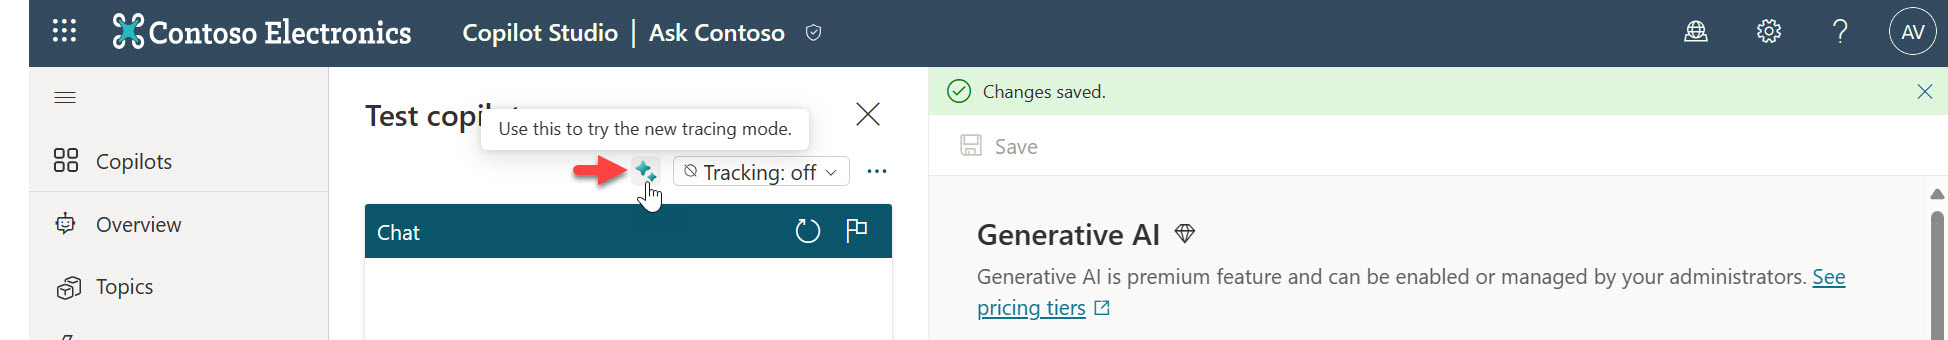 Contoso Electronics
Copilot Studio | Ask Contoso
AV
Copilots
Overview
Topics
Test copilot
Use this to try the new tracing mode.
Tracking: off
Chat
Changes saved.
Save
Generative AI
Generative AI is premium feature and can be enabled or managed by your administrators. See
pricing tiers